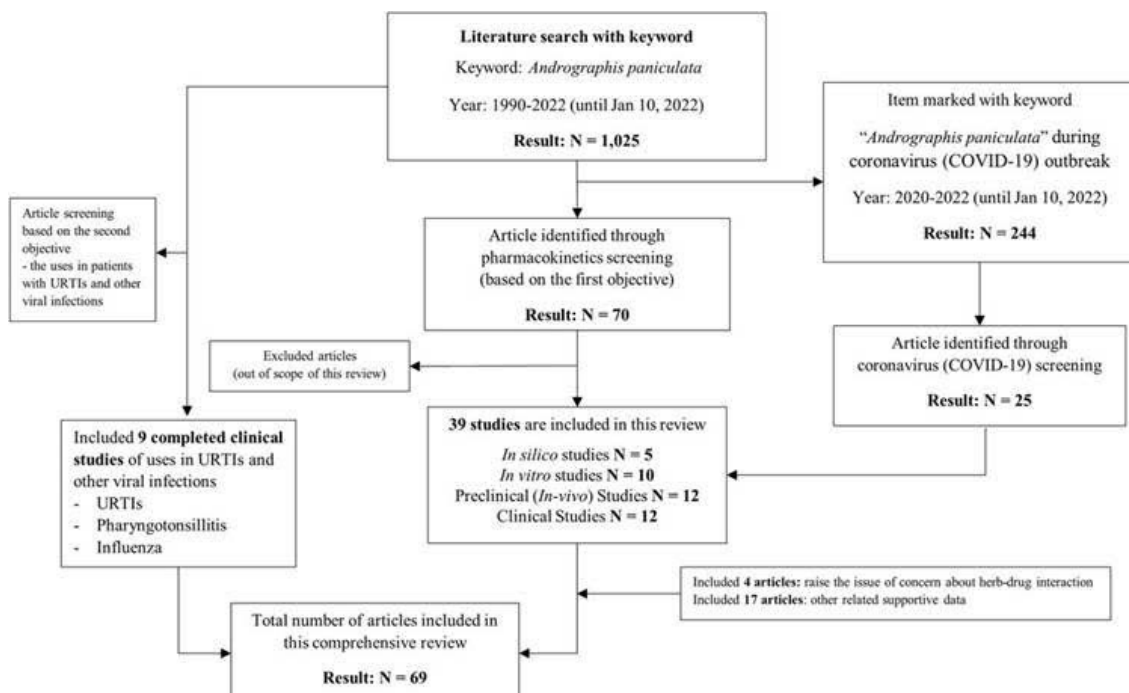 Literature search with keyword
Keyword: Andrographis paniculata
Year: 1990-2022 (until Jan 10, 2022)
Result: N = 1,025
Item marked with keyword
“Andrographis paniculata” during
coronavirus (COVID-19) outbreak
Year: 2020-2022 (until Jan 10, 2022)
Result: N = 244
Article screening
based on the second
objective
- the uses in patients
with URTIs and other
viral infections
Article identified through
pharmacokinetics screening
(based on the first objective)
Result: N = 70
Excluded articles
(out of scope of this review)
Article identified through
coronavirus (COVID-19) screening
Result: N = 25
Included 9 completed clinical
studies of uses in URTIs and
other viral infections
- URTIs
- Pharyngotonsillitis
- Influenza
39 studies are included in this review
In silico studies N = 5
In vitro studies N = 10
Preclinical (In-vivo) Studies N = 12
Clinical Studies N = 12
Included 4 articles: raise the issue of concern about herb-drug interaction
Included 17 articles: other related supportive data
Total number of articles included in
this comprehensive review
Result: N = 69